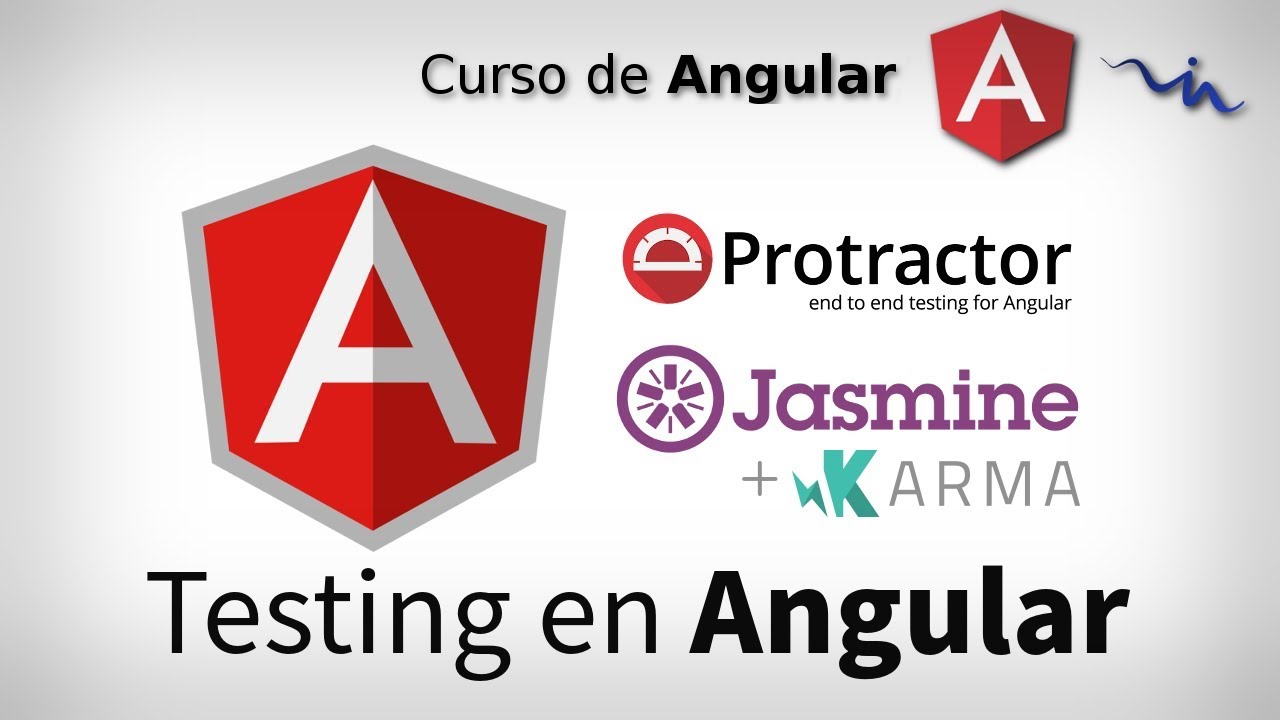 Curso de Angular
Protractor
end to end testing for Angular
Jasmine
+ KARMA
Testing en Angular